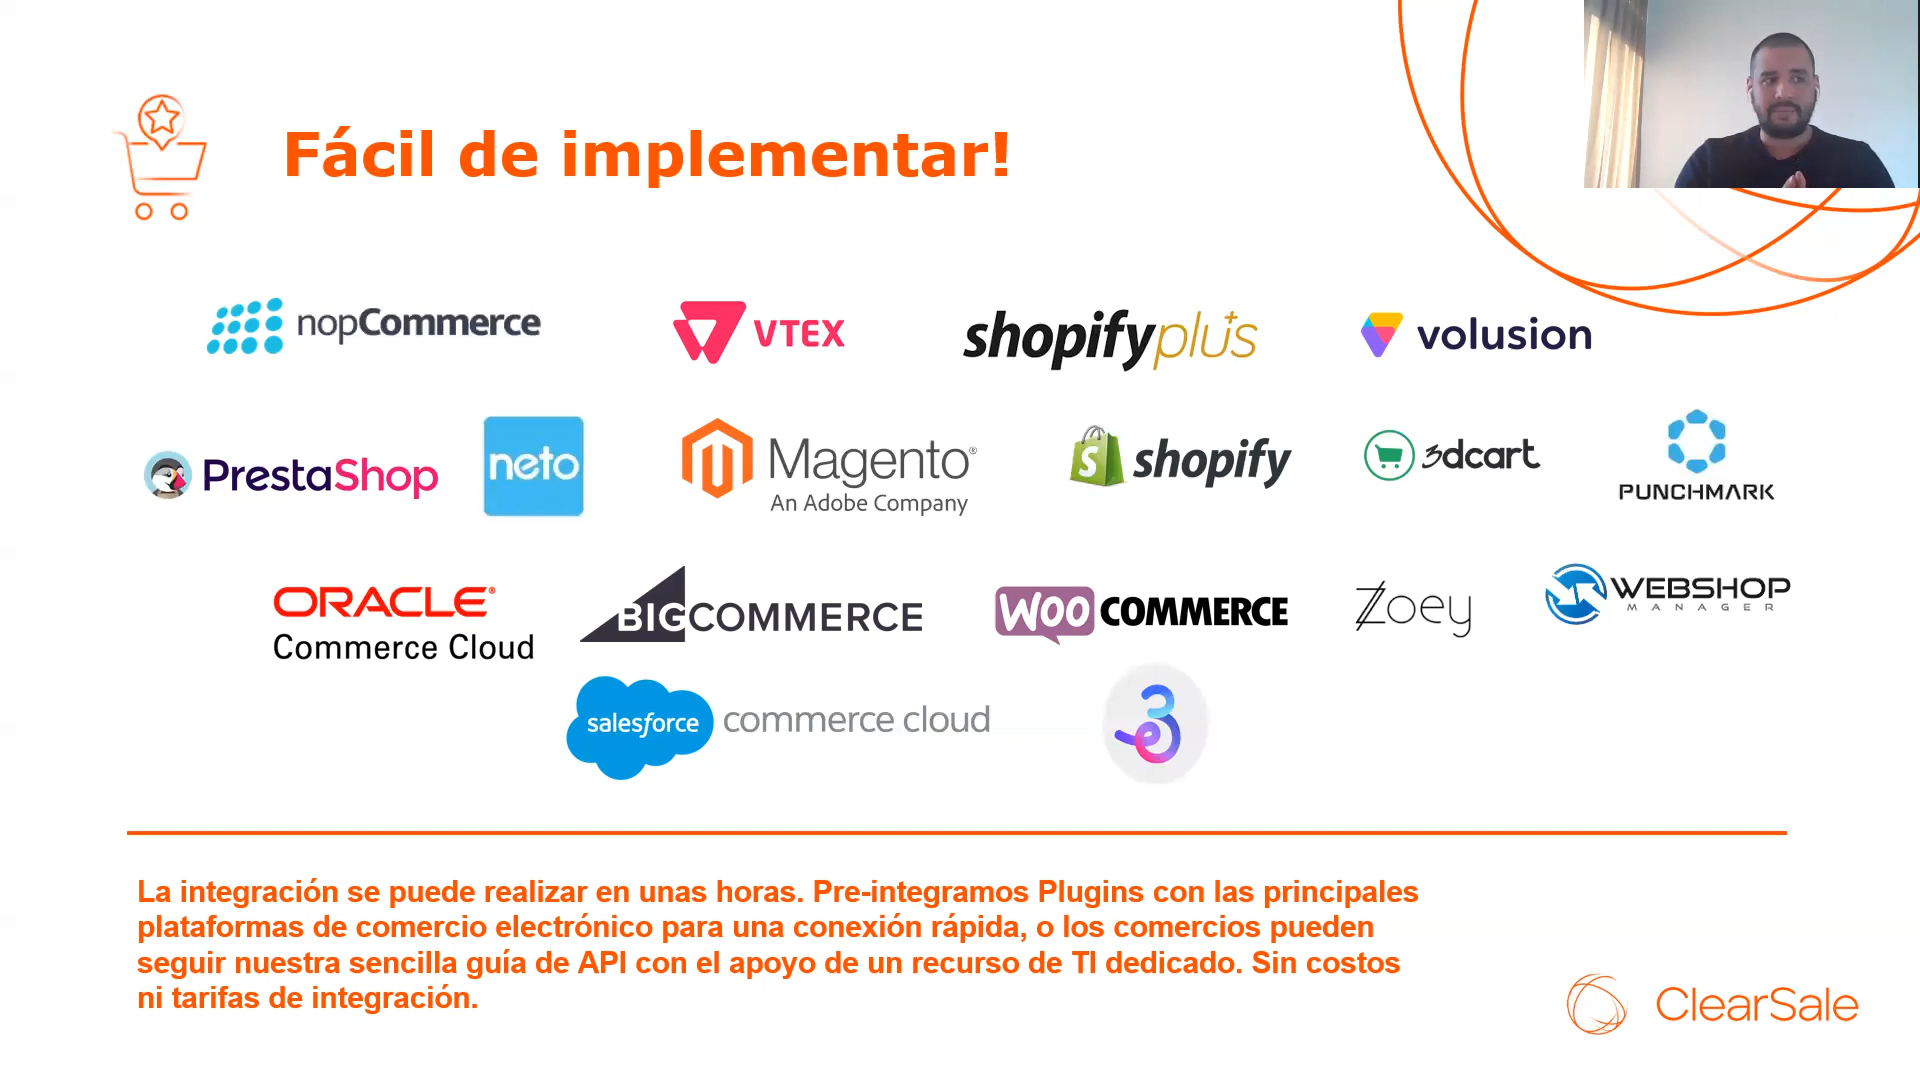 Fácil de implementar!
nopCommerce
VTEX
shopifyplus
volusion
PrestaShop
neto
Magento®
An Adobe Company
shopify
3dcart
PUNCHMARK
ORACLE®
Commerce Cloud
BIGCOMMERCE
WOO COMMERCE
Zoey
WEBSHOP
MANAGER
salesforce commerce cloud
La integración se puede realizar en unas horas. Pre-integramos Plugins con las principales
plataformas de comercio electrónico para una conexión rápida, o los comercios pueden
seguir nuestra sencilla guía de API con el apoyo de un recurso de TI dedicado. Sin costos
ni tarifas de integración.
ClearSale